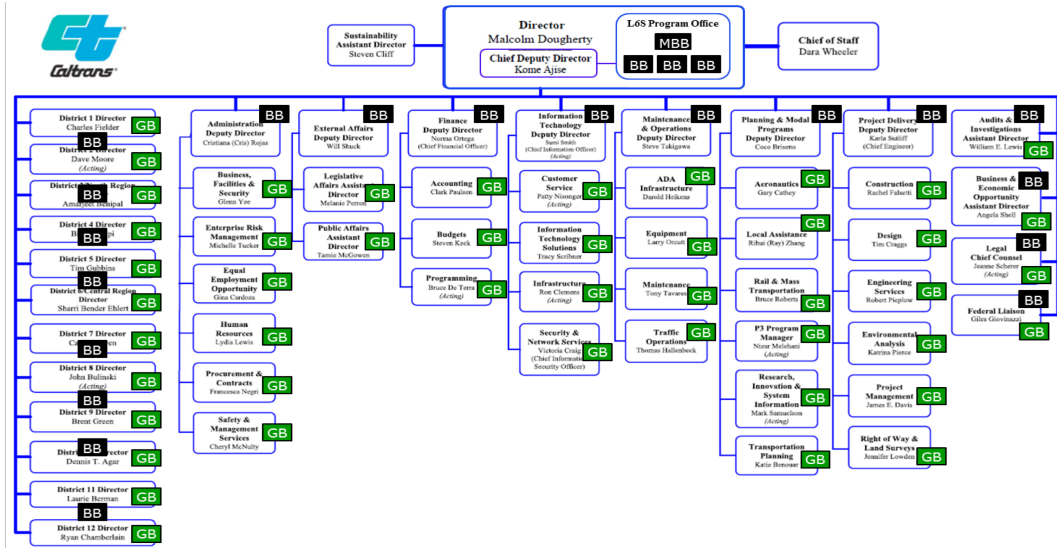 Caltrans
Sustainability
Assistant Director
Steven Cliff
Director
Malcolm Dougherty
Chief Deputy Director
Kome Ajise
L6S Program Office
MBB
BB BB BB
Chief of Staff
Dara Wheeler
District 1 Director
Charles Fielder
GB
BB
Director
Dave Moore
(Acting)
GB
BB
Region
GB
District 4
BB
GB
District 5
Tim Gubbins
GB
BB
District 6/Central Region
Director
Sharri Bender Ehlert
GB
District 7
GB
BB
District 8
John Bulinski
(Acting)
GB
BB
District 9 Director
Brent Green
GB
BB
Dennis T. Agar
GB
District 11 Director
Laurie Berman
GB
BB
District 12 Director
Ryan Chamberlain
GB
BB
Administration
Deputy Director
Cristiana (Cris) Rojas
Business,
Facilities &
Security
Glenn Yee
GB
Enterprise Risk
Management
Michelle Tucker
GB
Equal
Employment
Opportunity
Gina Cardoza
GB
Human
Resources
Lydia Lewis
GB
Procurement &
Contracts
Francesca Negri
GB
Safety &
Management
Services
Cheryl McNulty
GB
BB
External Affairs
Deputy Director
Will Shuck
Legislative
Affairs Assistant
Director
Melanie Perron
GB
Public Affairs
Assistant
Director
Tamie McGowen
GB
BB
Finance
Deputy Director
Norma Ortega
(Chief Financial Officer)
Accounting
Clark Paulsen
GB
Budgets
Steven Keck
GB
Programming
Bruce De Terra
(Acting)
GB
BB
Information
Technology
Deputy Director
Sami Smith
(Chief Information Officer)
(Acting)
Customer
Service
Patty Nisonger
(Acting)
GB
Information
Technology
Solutions
Tracy Scribner
GB
Infrastructure
Ron Clemens
(Acting)
GB
Security &
Network Services
Victoria Craig
(Chief Information
Security Officer)
GB
BB
Maintenance
& Operations
Deputy Director
Steve Takigawa
ADA
Infrastructure
Darold Heikens
GB
Equipment
Larry Orcutt
GB
Maintenance
Tony Tavares
GB
Traffic
Operations
Thomas Hallenbeck
GB
BB
Planning & Modal
Programs
Deputy Director
Coco Briseno
Aeronautics
Gary Cathey
GB
Local Assistance
Rihui (Ray) Zhang
GB
Rail & Mass
Transportation
Bruce Roberts
GB
P3 Program
Manager
Nizar Melehani
(Acting)
GB
Research,
Innovation &
System
Information
Mark Samuelson
(Acting)
GB
Transportation
Planning
Katie Benouar
GB
BB
Project Delivery
Deputy Director
Karla Sutliff
(Chief Engineer)
Construction
Rachel Falsetti
GB
Design
Tim Craggs
GB
Engineering
Services
Robert Pieplow
GB
Environmental
Analysis
Katrina Pierce
GB
Project
Management
James E. Davis
GB
Right of Way &
Land Surveys
Jennifer Lowden
GB
BB
Audits &
Investigations
Assistant Director
William E. Lewis
GB
BB
Business &
Economic
Opportunity
Assistant Director
Angela Shell
GB
BB
Legal
Chief Counsel
Jeanne Scherer
(Acting)
GB
BB
Federal Liaison
Giles Giovinazzi
GB